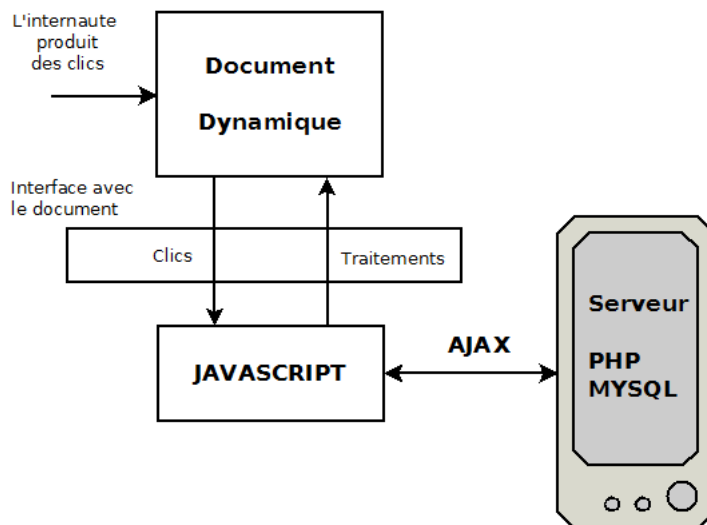 L'internaute
produit
des clics
Document
Dynamique
Interface avec
le document
Clics
Traitements
JAVASCRIPT
AJAX
Serveur
PHP
MYSQL